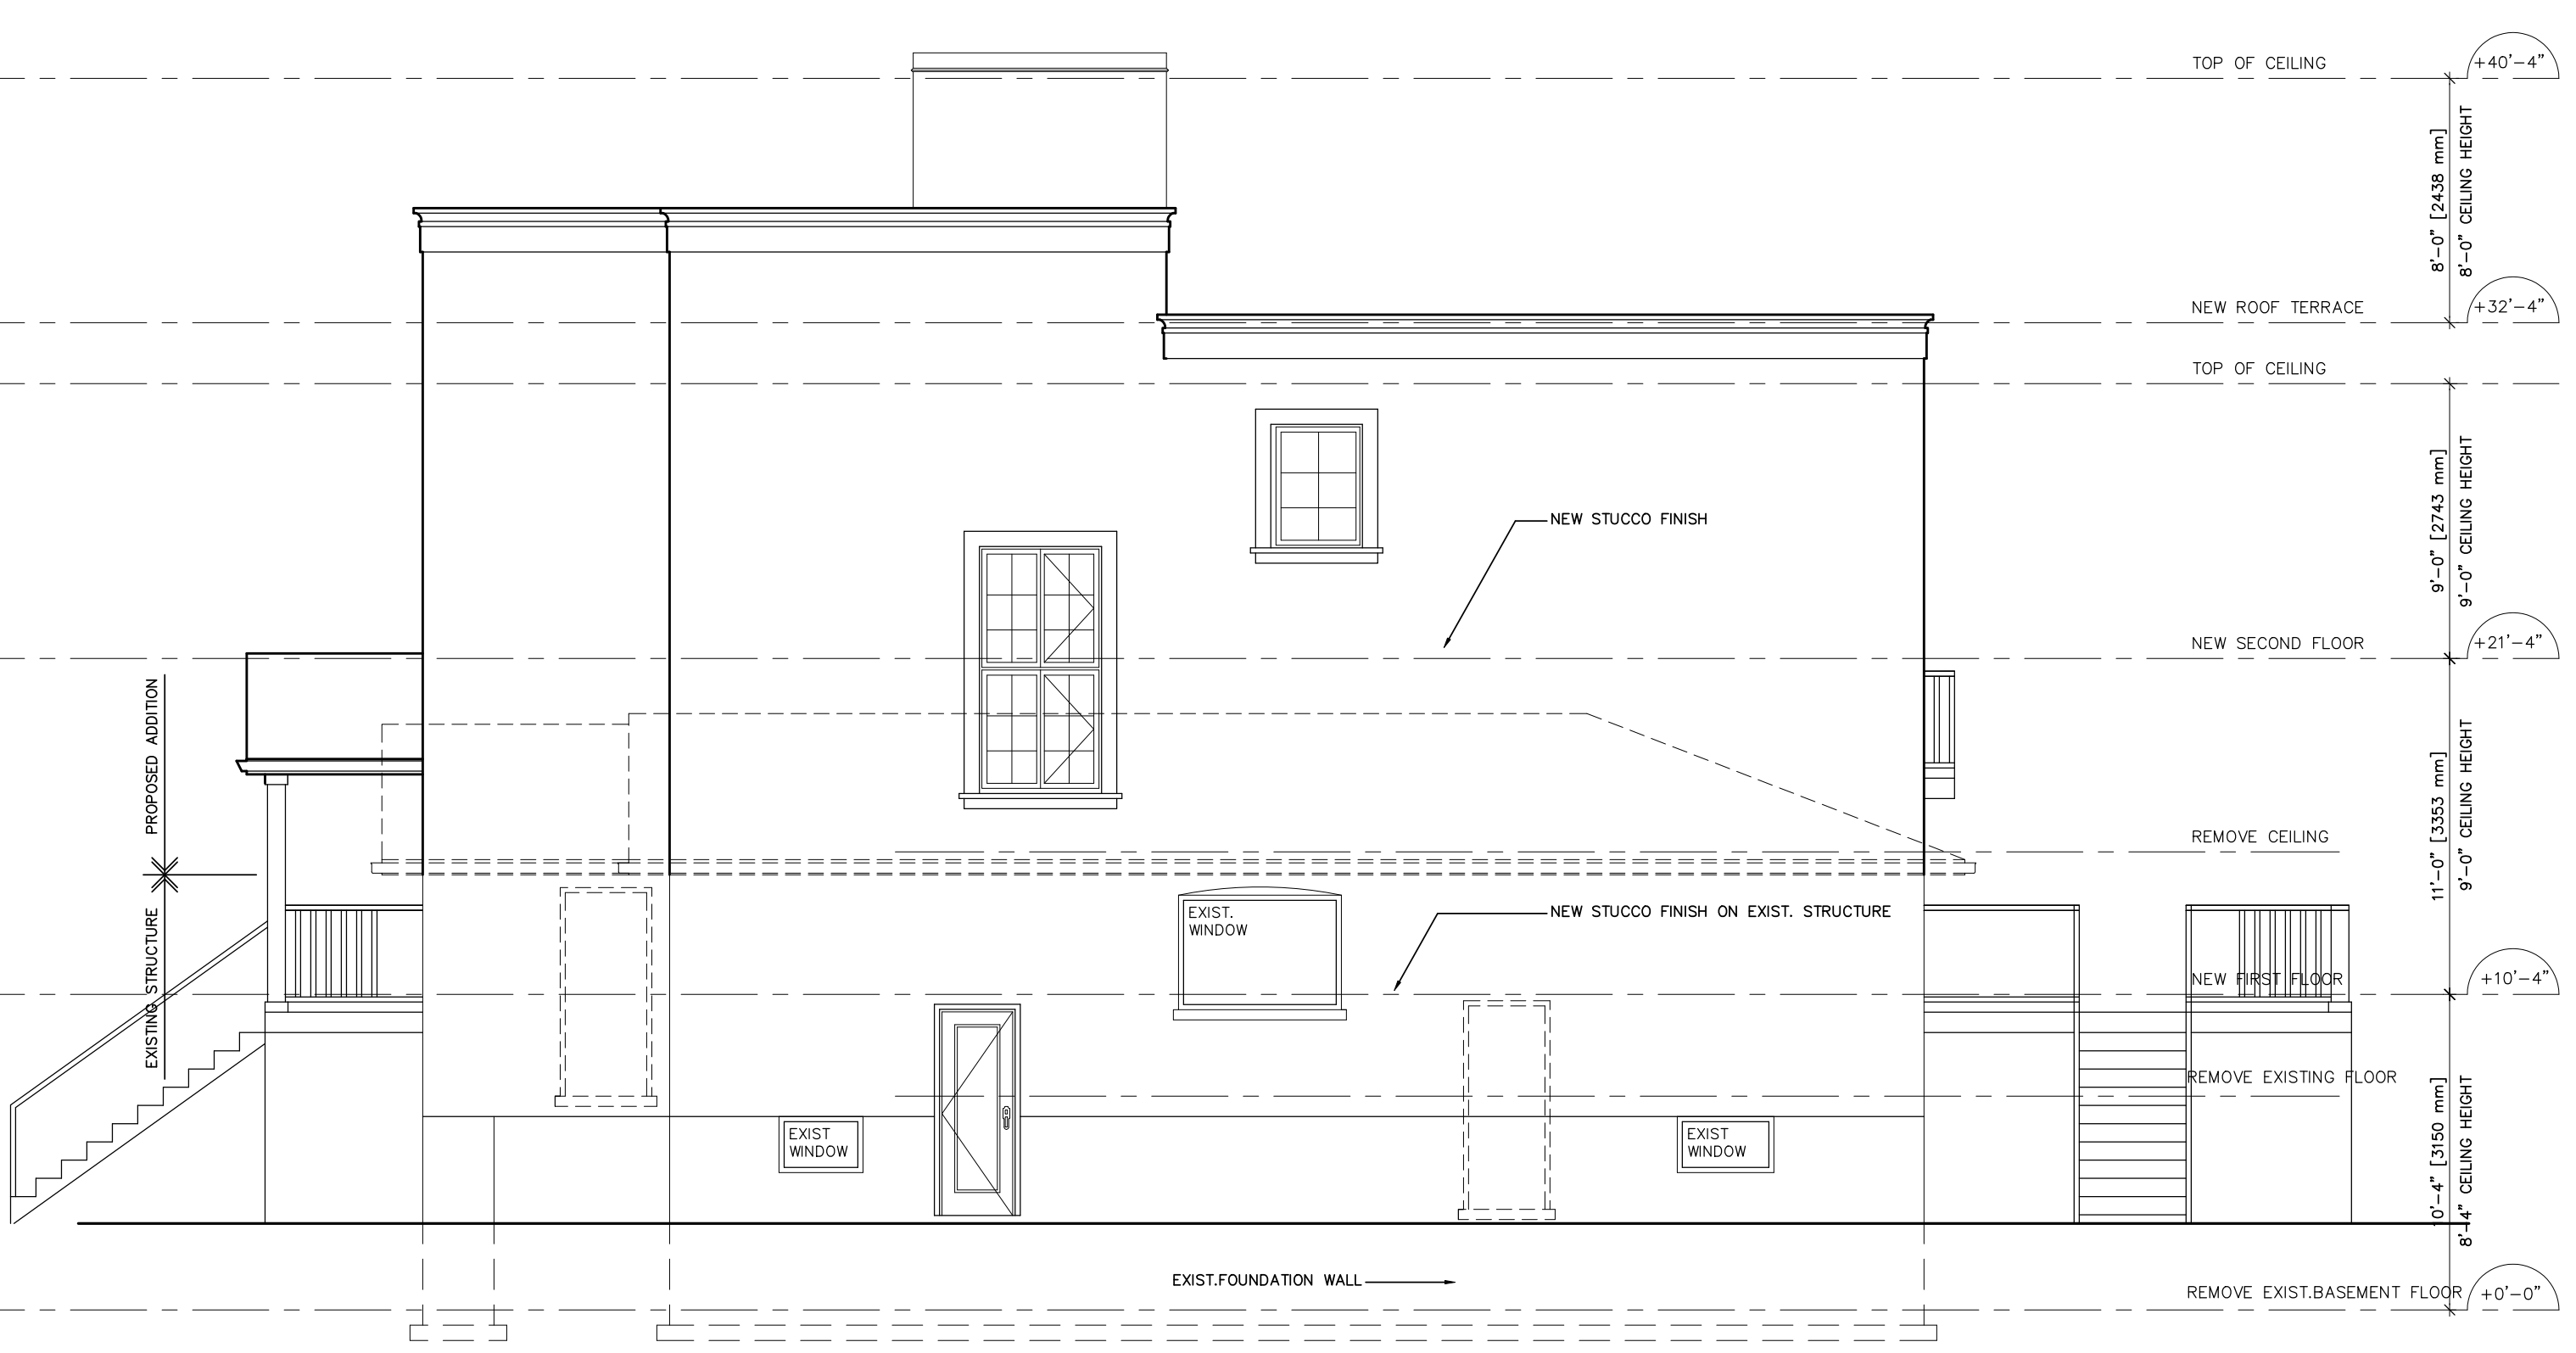 TOP OF CEILING
+40'-4"
8'-0" [2438 mm]
8'-0" CEILING HEIGHT
NEW ROOF TERRACE
+32'-4"
TOP OF CEILING
9'-0" [2743 mm]
9'-0" CEILING HEIGHT
NEW STUCCO FINISH
NEW SECOND FLOOR
+21'-4"
PROPOSED ADDITION
11'-0" [3353 mm]
9'-0" CEILING HEIGHT
REMOVE CEILING
EXISTING STRUCTURE
EXIST.
WINDOW
NEW STUCCO FINISH ON EXIST. STRUCTURE
NEW FIRST FLOOR
+10'-4"
REMOVE EXISTING FLOOR
10'-4" [3150 mm]
8'-4" CEILING HEIGHT
EXIST
WINDOW
EXIST
WINDOW
EXIST.FOUNDATION WALL
REMOVE EXIST.BASEMENT FLOOR
+0'-0"